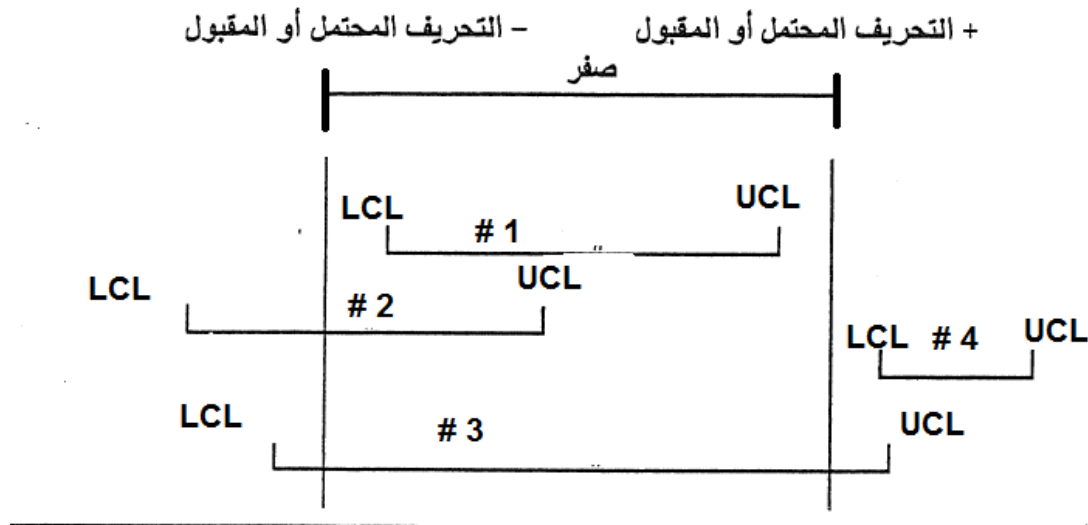 + التحريف المحتمل أو المقبول
– التحريف المحتمل أو المقبول
صفر
LCL
# 1
UCL
LCL
# 2
UCL
LCL
# 4
UCL
LCL
# 3
UCL